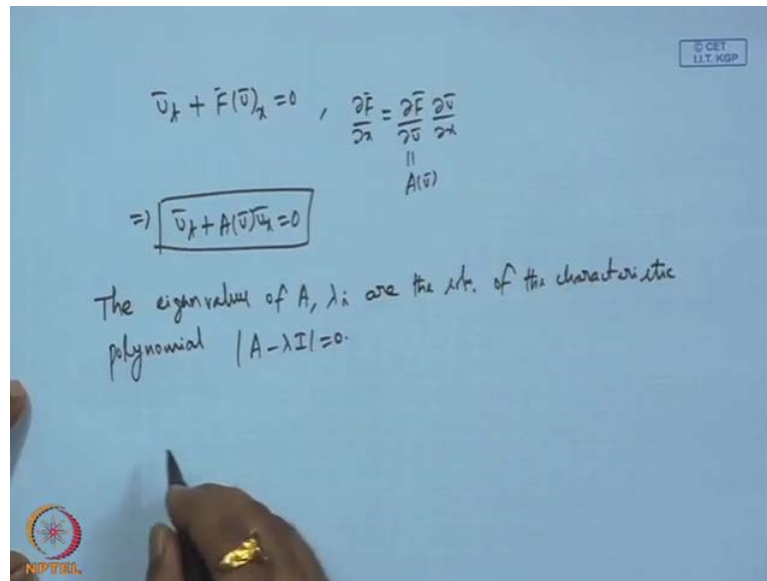 © CET
I.I.T. KGP
Ū_t + F̄(Ū)_x = 0 , ∂F̄/∂x = ∂F̄/∂Ū ∂Ū/∂x
||
A(Ū)
=) Ū_t + A(Ū)Ū_x = 0
The eigenvalues of A, λ_i are the of the characteristic
polynomial |A - λI| = 0.
NPTEL